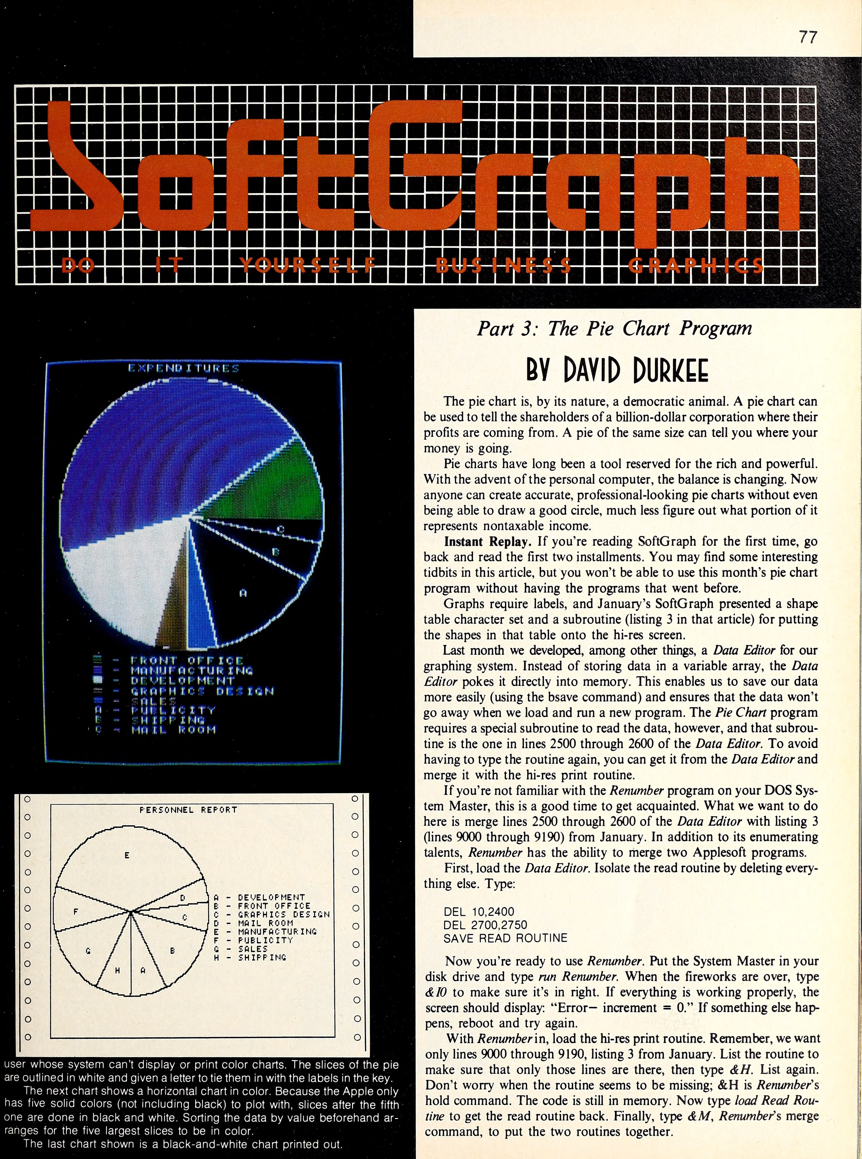 77
SoftGraph
DO IT YOURSELF BUSINESS GRAPHICS
EXPENDITURES
C
B
A
- FRONT OFFICE
- MANUFACTURING
- DEVELOPMENT
- GRAPHICS DESIGN
- SALES
A - PUBLICITY
B - SHIPPING
C - MAIL ROOM
PERSONNEL REPORT
E
D
F
C
G
B
H
A
A - DEVELOPMENT
B - FRONT OFFICE
C - GRAPHICS DESIGN
D - MAIL ROOM
E - MANUFACTURING
F - PUBLICITY
G - SALES
H - SHIPPING
user whose system can't display or print color charts. The slices of the pie
are outlined in white and given a letter to tie them in with the labels in the key.
The next chart shows a horizontal chart in color. Because the Apple only
has five solid colors (not including black) to plot with, slices after the fifth
one are done in black and white. Sorting the data by value beforehand ar-
ranges for the five largest slices to be in color.
The last chart shown is a black-and-white chart printed out.
Part 3: The Pie Chart Program
BY DAVID DURKEE
The pie chart is, by its nature, a democratic animal. A pie chart can
be used to tell the shareholders of a billion-dollar corporation where their
profits are coming from. A pie of the same size can tell you where your
money is going.
Pie charts have long been a tool reserved for the rich and powerful.
With the advent of the personal computer, the balance is changing. Now
anyone can create accurate, professional-looking pie charts without even
being able to draw a good circle, much less figure out what portion of it
represents nontaxable income.
Instant Replay. If you're reading SoftGraph for the first time, go
back and read the first two installments. You may find some interesting
tidbits in this article, but you won't be able to use this month's pie chart
program without having the programs that went before.
Graphs require labels, and January's SoftGraph presented a shape
table character set and a subroutine (listing 3 in that article) for putting
the shapes in that table onto the hi-res screen.
Last month we developed, among other things, a Data Editor for our
graphing system. Instead of storing data in a variable array, the Data
Editor pokes it directly into memory. This enables us to save our data
more easily (using the bsave command) and ensures that the data won't
go away when we load and run a new program. The Pie Chart program
requires a special subroutine to read the data, however, and that subrou-
tine is the one in lines 2500 through 2600 of the Data Editor. To avoid
having to type the routine again, you can get it from the Data Editor and
merge it with the hi-res print routine.
If you're not familiar with the Renumber program on your DOS Sys-
tem Master, this is a good time to get acquainted. What we want to do
here is merge lines 2500 through 2600 of the Data Editor with listing 3
(lines 9000 through 9190) from January. In addition to its enumerating
talents, Renumber has the ability to merge two Applesoft programs.
First, load the Data Editor. Isolate the read routine by deleting every-
thing else. Type:
DEL 10,2400
DEL 2700,2750
SAVE READ ROUTINE
Now you're ready to use Renumber. Put the System Master in your
disk drive and type run Renumber. When the fireworks are over, type
&10 to make sure it's in right. If everything is working properly, the
screen should display: “Error— increment = 0.” If something else hap-
pens, reboot and try again.
With Renumber in, load the hi-res print routine. Remember, we want
only lines 9000 through 9190, listing 3 from January. List the routine to
make sure that only those lines are there, then type &H. List again.
Don't worry when the routine seems to be missing; &H is Renumber's
hold command. The code is still in memory. Now type load Read Rou-
tine to get the read routine back. Finally, type &M, Renumber's merge
command, to put the two routines together.